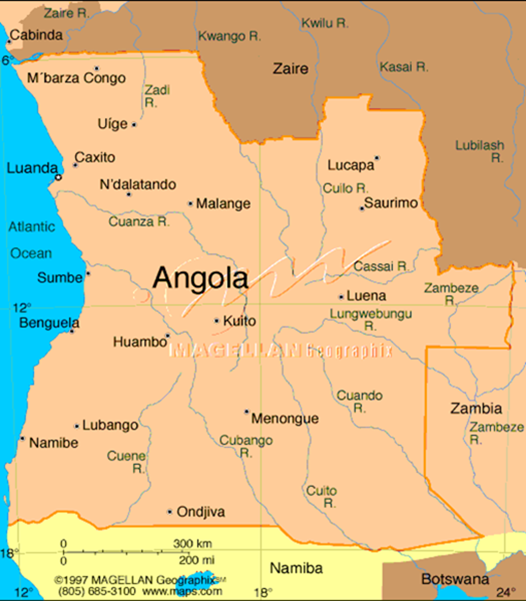 Zaire R.
Kwilu R.
Cabinda
Kwango R.
6°
Zaire
Kasai R.
M´barza Congo
Zadi
R.
Uíge
Lubilash
R.
Caxito
Luanda
Lucapa
N'dalatando
Cuilo R.
Malange
Saurimo
Cuanza R.
Atlantic
Ocean
Cassai R.
Sumbe
Angola
Luena
Zambeze
R.
12°
Lungwebungu
R.
Benguela
Kuito
Huambo
MAGELLAN Geographix
Cuando
R.
Zambia
Menongue
Lubango
Zambeze
R.
Namibe
Cubango
R.
Cuene
R.
Cuito
R.
Ondjiva
0 300 km
0 200 mi
18°
Namiba
©1997 MAGELLAN Geographix℠
(805) 685-3100 www.maps.com
Botswana
12°
18°
24°